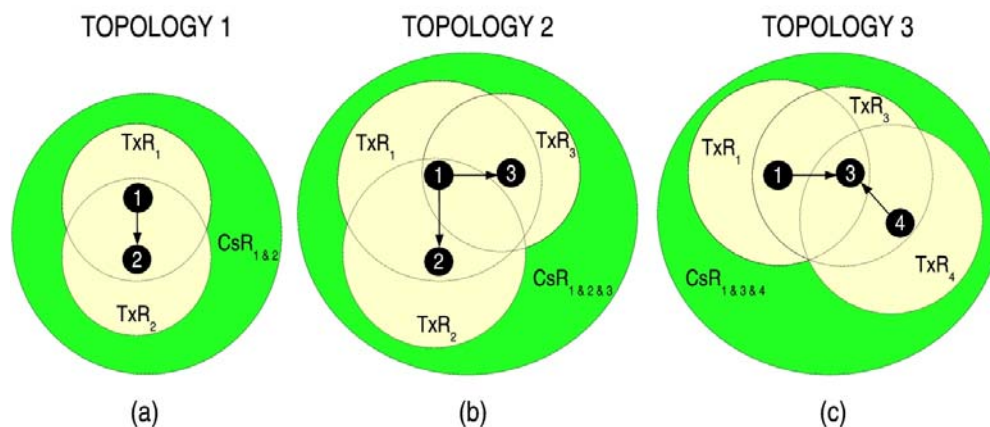 TOPOLOGY 1
TxR1
1
2
CsR1 & 2
TxR2
(a)
TOPOLOGY 2
TxR1
TxR3
1
3
2
CsR1 & 2 & 3
TxR2
(b)
TOPOLOGY 3
TxR3
TxR1
1
3
4
TxR4
CsR1 & 3 & 4
(c)